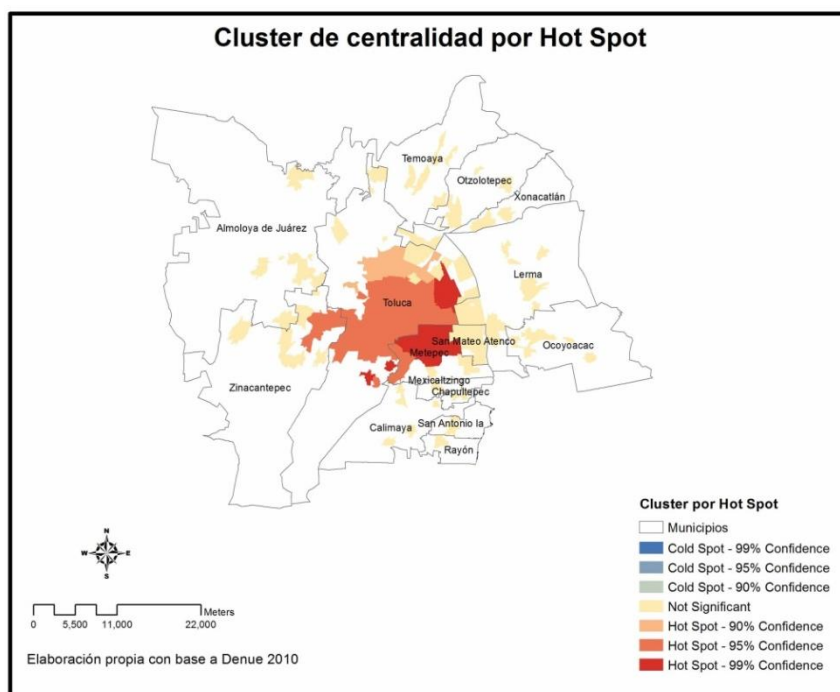 Cluster de centralidad por Hot Spot
Temoaya
Otzolotepec
Xonacatlán
Almoloya de Juárez
Lerma
Toluca
San Mateo Atenco
Ocoyoacac
Metepec
Zinacantepec
Mexicaltzingo
Chapultepec
Calimaya
San Antonio la
Rayón
Cluster por Hot Spot
Municipios
Cold Spot - 99% Confidence
Cold Spot - 95% Confidence
Cold Spot - 90% Confidence
Not Significant
Hot Spot - 90% Confidence
Hot Spot - 95% Confidence
Hot Spot - 99% Confidence
N
W E
S
Meters
0 5,500 11,000 22,000
Elaboración propia con base a Denue 2010